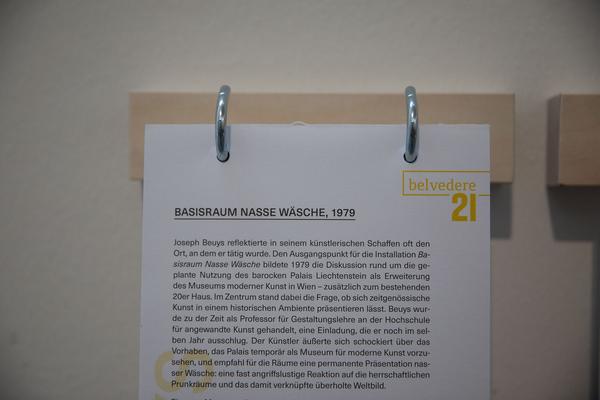 belvedere
21
BASISRAUM NASSE WÄSCHE, 1979
Joseph Beuys reflektierte in seinem künstlerischen Schaffen oft den
Ort, an dem er tätig wurde. Den Ausgangspunkt für die Installation Ba-
sisraum Nasse Wäsche bildete 1979 die Diskussion rund um die ge-
plante Nutzung des barocken Palais Liechtenstein als Erweiterung
des Museums moderner Kunst in Wien – zusätzlich zum bestehenden
20er Haus. Im Zentrum stand dabei die Frage, ob sich zeitgenössische
Kunst in einem historischen Ambiente präsentieren lässt. Beuys wur-
de zu der Zeit als Professor für Gestaltungslehre an der Hochschule
für angewandte Kunst gehandelt, eine Einladung, die er noch im sel-
ben Jahr ausschlug. Der Künstler äußerte sich schockiert über das
Vorhaben, das Palais temporär als Museum für moderne Kunst vorzu-
sehen, und empfahl für die Räume eine permanente Präsentation nas-
ser Wäsche: eine fast angriffslustige Reaktion auf die herrschaftlichen
Prunkräume und das damit verknüpfte überholte Weltbild.